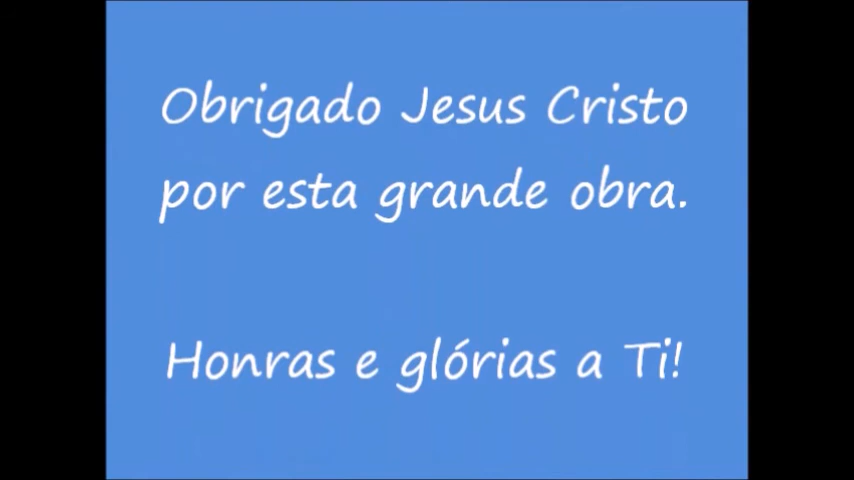 Obrigado Jesus Cristo
por esta grande obra.
Honras e glórias a Ti!